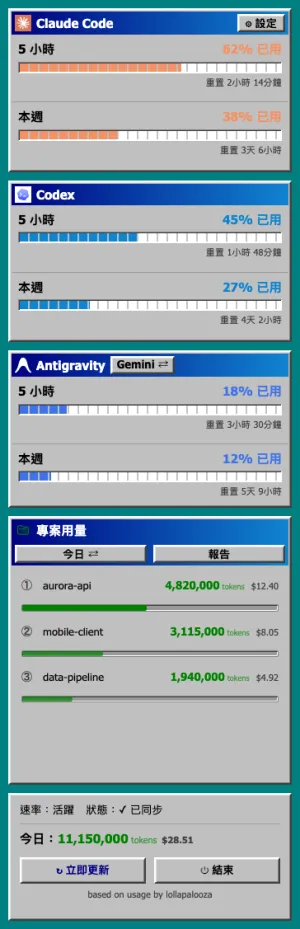 Claude Code ⚙ 設定
5 小時 62% 已用
重置 2小時 14分鐘
本週 38% 已用
重置 3天 6小時
Codex
5 小時 45% 已用
重置 1小時 48分鐘
本週 27% 已用
重置 4天 2小時
Antigravity Gemini ⇄
5 小時 18% 已用
重置 3小時 30分鐘
本週 12% 已用
重置 5天 9小時
專案用量
今日 ⇄ 報告
① aurora-api 4,820,000 tokens $12.40
② mobile-client 3,115,000 tokens $8.05
③ data-pipeline 1,940,000 tokens $4.92
速率：活躍 狀態：✓ 已同步
今日：11,150,000 tokens $28.51
↻ 立即更新 ⏻ 結束
based on usage by lollapalooza